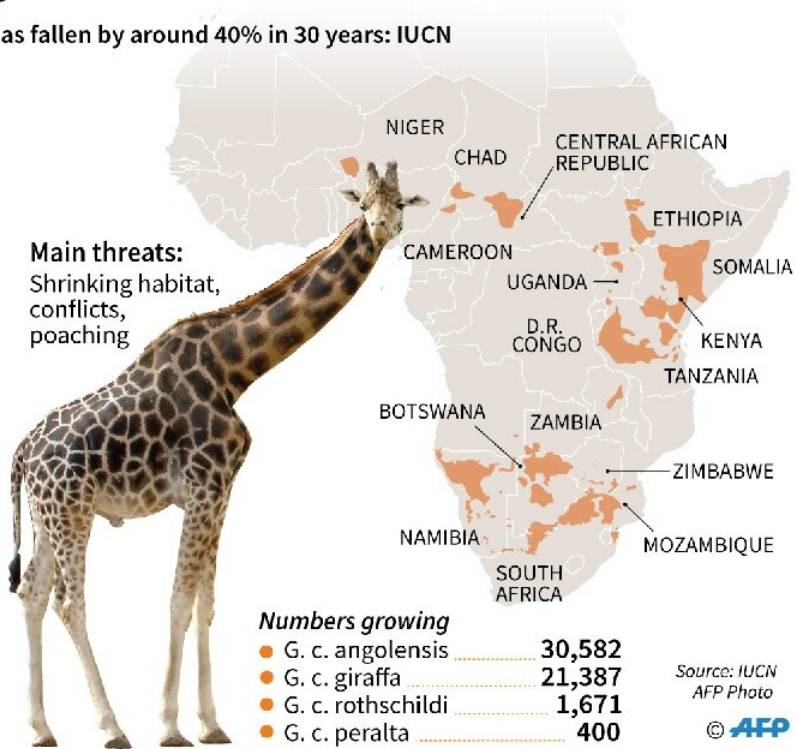 as fallen by around 40% in 30 years: IUCN
NIGER
CHAD
CENTRAL AFRICAN
REPUBLIC
ETHIOPIA
Main threats:
Shrinking habitat,
conflicts,
poaching
CAMEROON
SOMALIA
UGANDA
D.R.
CONGO
KENYA
TANZANIA
BOTSWANA
ZAMBIA
ZIMBABWE
NAMIBIA
MOZAMBIQUE
SOUTH
AFRICA
Numbers growing
G. c. angolensis 30,582
G. c. giraffa 21,387
G. c. rothschildi 1,671
G. c. peralta 400
Source: IUCN
AFP Photo
© AFP